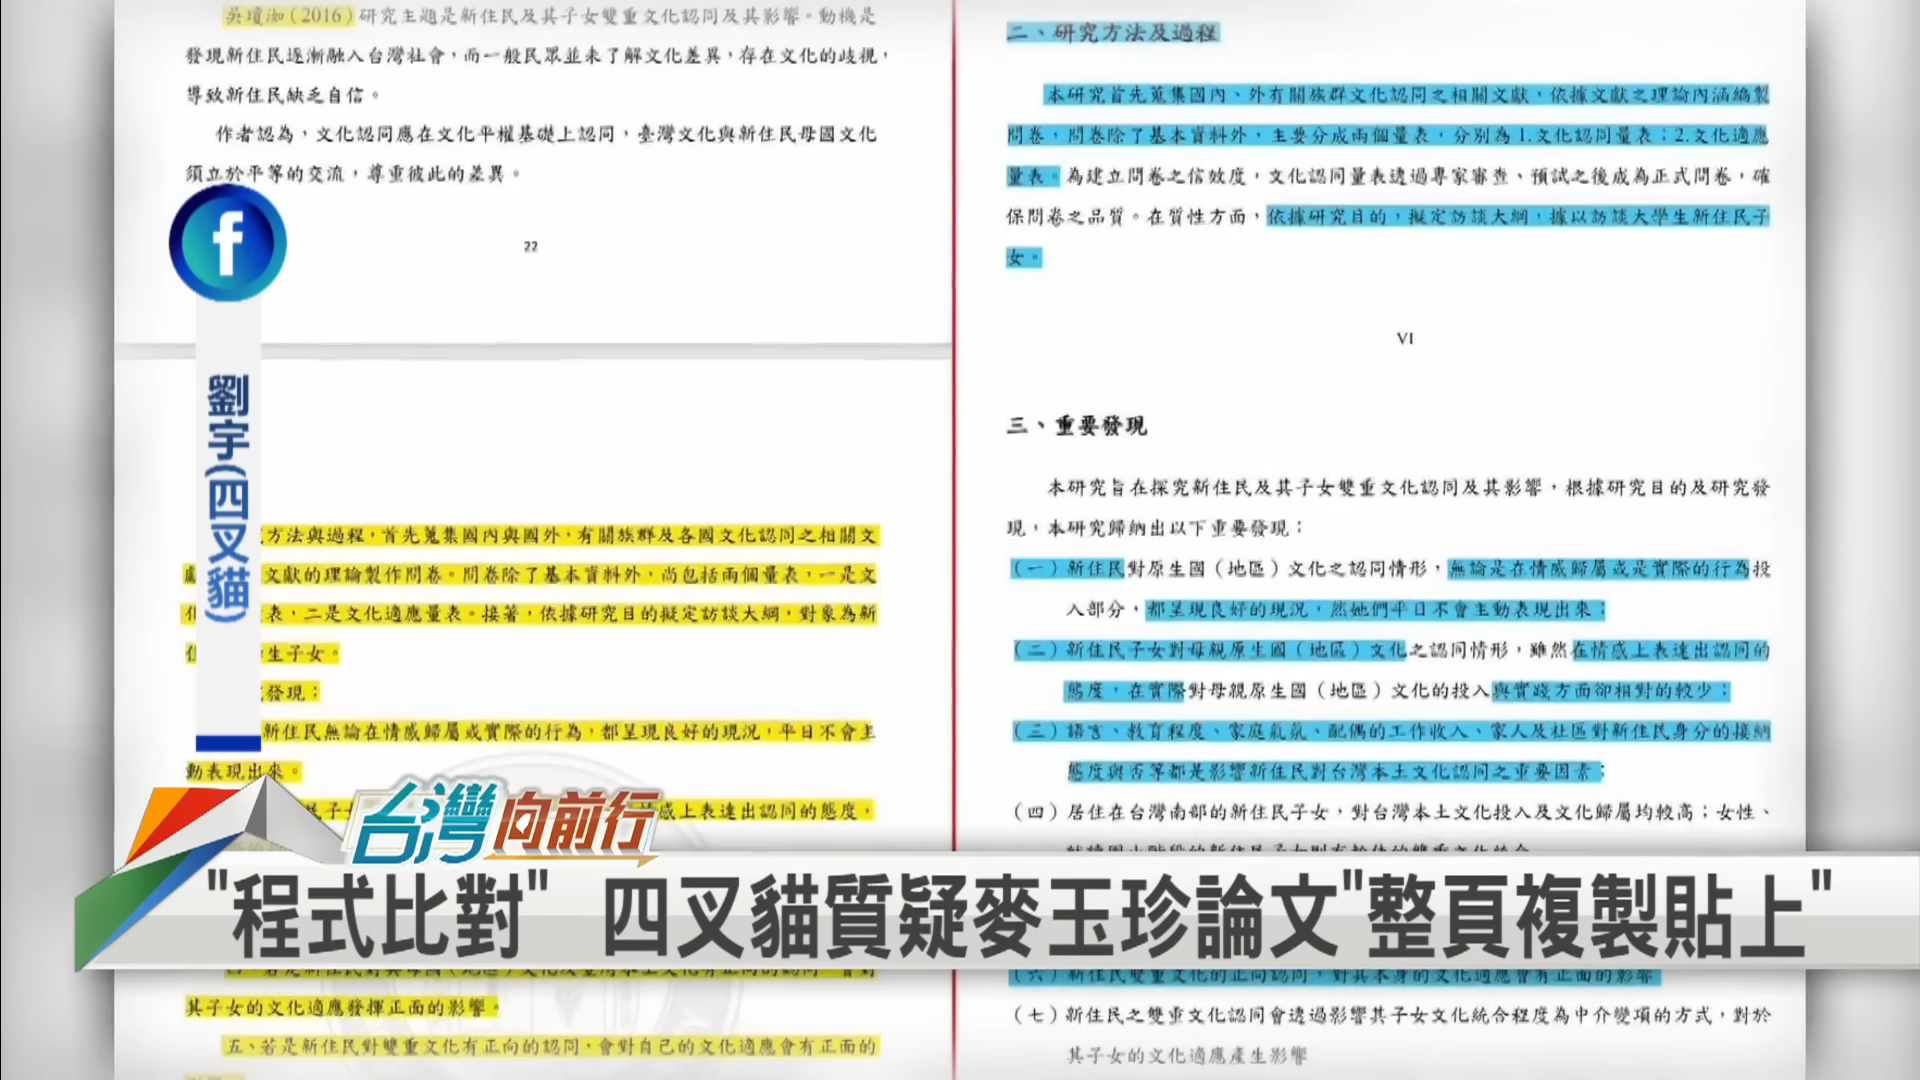 吳瓊洳(2016)研究主題是新住民及其子女雙重文化認同及其影響。動機是
發現新住民逐漸融入台灣社會,而一般民眾並未了解文化差異,存在文化的歧視,
導致新住民缺乏自信。
作者認為,文化認同應在文化平權基礎上認同,臺灣文化與新住民母國文化
須立於平等的交流,尊重彼此的差異。
22
方法與過程,首先蒐集國內與國外,有關族群及各國文化認同之相關文
文獻的理論製作問卷。問卷除了基本資料外,尚包括兩個量表,一是文
表,二是文化適應量表。接著,依據研究目的擬定訪談大綱,對象為新
生子女。
發現:
新住民無論在情感歸屬或實際的行為,都呈現良好的現況,平日不會主
動表現出來。
感上表達出認同的態度,
其子女的文化適應發揮正面的影響。
五、若是新住民對雙重文化有正向的認同,會對自己的文化適應會有正面的
二、研究方法及過程
本研究首先蒐集國內、外有關族群文化認同之相關文獻,依據文獻之理論內涵編製
問卷,問卷除了基本資料外,主要分成兩個量表,分別為1.文化認同量表;2.文化適應
量表。為建立問卷之信效度,文化認同量表透過專家審查、預試之後成為正式問卷,確
保問卷之品質。在質性方面,依據研究目的,擬定訪談大綱,據以訪談大學生新住民子
女。
VI
三、重要發現
本研究旨在探究新住民及其子女雙重文化認同及其影響,根據研究目的及研究發
現,本研究歸納出以下重要發現:
(一)新住民對原生國(地區)文化之認同情形,無論是在情感歸屬或是實際的行為投
入部分,都呈現良好的現況,然她們平日不會主動表現出來;
(二)新住民子女對母親原生國(地區)文化之認同情形,雖然在情感上表達出認同的
態度,在實際對母親原生國(地區)文化的投入與實踐方面卻相對的較少;
(三)語言、教育程度、家庭氣氛、配偶的工作收入、家人及社區對新住民身分的接納
態度與否等都是影響新住民對台灣本土文化認同之重要因素;
(四)居住在台灣南部的新住民子女,對台灣本土文化投入及文化歸屬均較高;女性、
(六)新住民雙重文化的正向認同,對其本身的文化適應會有正面的影響
(七)新住民之雙重文化認同會透過影響其子女文化統合程度為中介變項的方式,對於
其子女的文化適應產生影響
f
劉宇(四叉貓)
台灣向前行
"程式比對" 四叉貓質疑麥玉珍論文"整頁複製貼上"